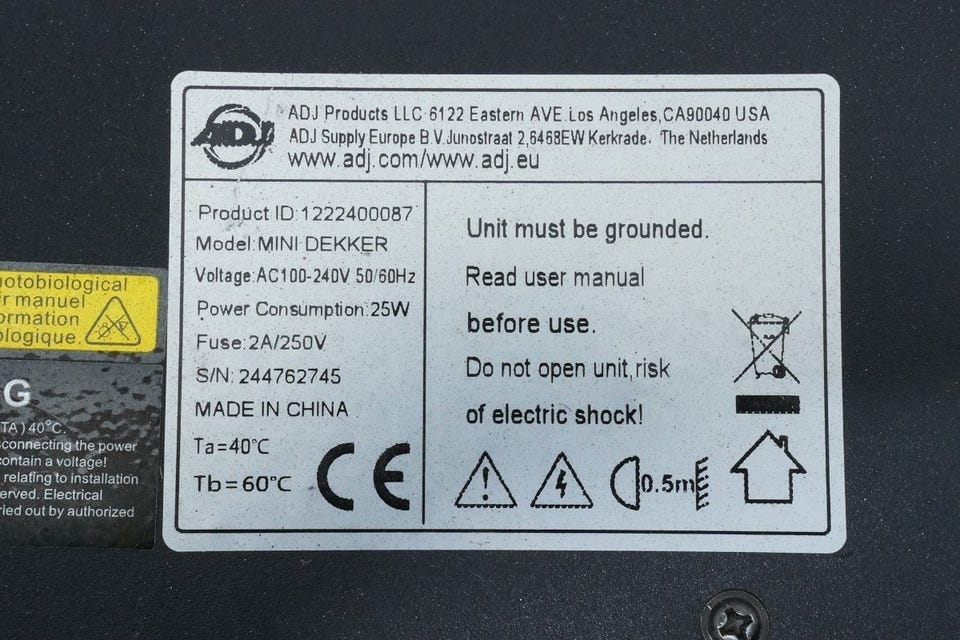 ADJ
ADJ Products LLC 6122 Eastern AVE.Los Angeles,CA90040 USA
ADJ Supply Europe B.V.Junostraat 2,6468EW Kerkrade. The Netherlands
www.adj.com/www.adj.eu
Product ID:1222400087
Model:MINI DEKKER
Voltage:AC100-240V 50/60Hz
Power Consumption:25W
Fuse:2A/250V
S/N: 244762745
MADE IN CHINA
Ta=40°C
Tb=60°C
CE
Unit must be grounded.
Read user manual
before use.
Do not open unit,risk
of electric shock!
0.5m
otobiological
r manuel
ormation
logique.
G
TA ) 40°C.
sconnecting the power
contain a voltage!
relating to installation
erved. Electrical
ried out by authorized